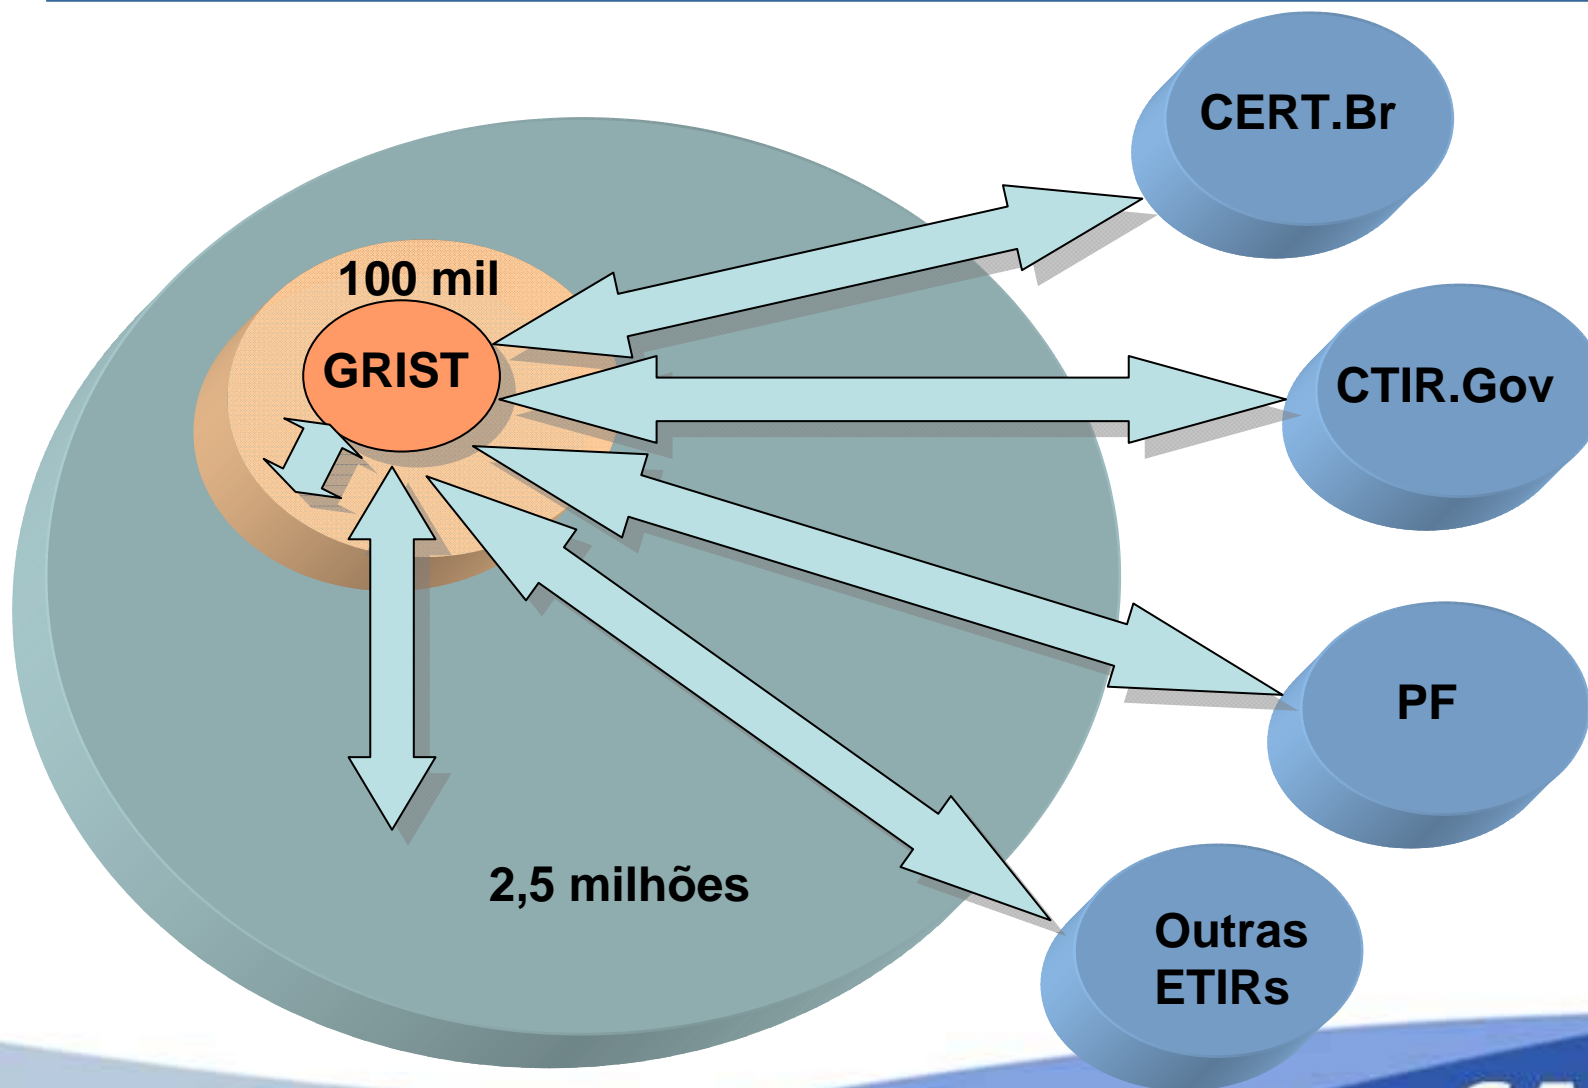 CERT.Br
100 mil
GRIST
CTIR.Gov
PF
2,5 milhões
Outras
ETIRs